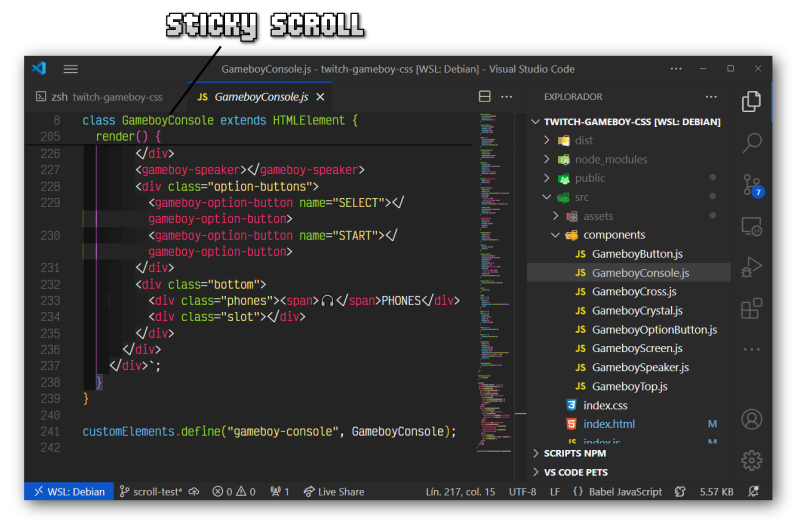 STICKY SCROLL
GameboyConsole.js - twitch-gameboy-css [WSL: Debian] - Visual Studio Code
zsh twitch-gameboy-css
JS GameboyConsole.js
8 class GameboyConsole extends HTMLElement {
205 render() {
226 </div>
227 <gameboy-speaker></gameboy-speaker>
228 <div class="option-buttons">
229 <gameboy-option-button name="SELECT"></
gameboy-option-button>
230 <gameboy-option-button name="START"></
gameboy-option-button>
231 </div>
232 <div class="bottom">
233 <div class="phones"><span>🎧</span>PHONES</div>
234 <div class="slot"></div>
235 </div>
236 </div>
237 </div>`;
238 }
239 }
240
241 customElements.define("gameboy-console", GameboyConsole);
242
EXPLORADOR
TWITCH-GAMEBOY-CSS [WSL: DEBIAN]
dist
node_modules
public
src
assets
components
JS GameboyButton.js
JS GameboyConsole.js
JS GameboyCross.js
JS GameboyCrystal.js
JS GameboyOptionButton.js
JS GameboyScreen.js
JS GameboySpeaker.js
JS GameboyTop.js
index.css
index.html M
JS index.js M
SCRIPTS NPM
VS CODE PETS
7
WSL: Debian
scroll-test*
0 0
1
Live Share
Lín. 217, col. 15
UTF-8
LF
{} Babel JavaScript
5.57 KB